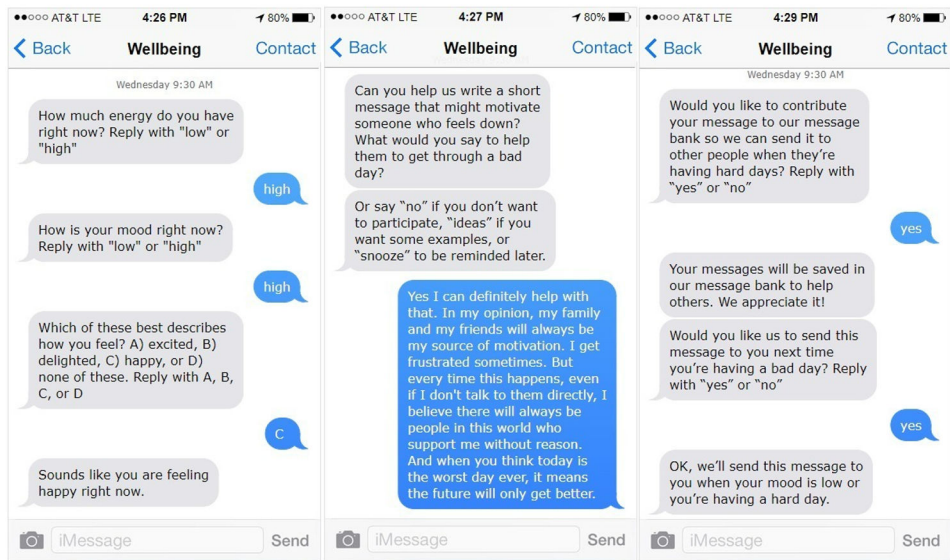 AT&T LTE 4:26 PM 80%
Back Wellbeing Contact
Wednesday 9:30 AM
How much energy do you have
right now? Reply with "low" or
"high"
high
How is your mood right now?
Reply with "low" or "high"
high
Which of these best describes
how you feel? A) excited, B)
delighted, C) happy, or D)
none of these. Reply with A, B,
C, or D
C
Sounds like you are feeling
happy right now.
iMessage Send
AT&T LTE 4:27 PM 80%
Back Wellbeing Contact
Can you help us write a short
message that might motivate
someone who feels down?
What would you say to help
them to get through a bad
day?
Or say “no” if you don’t want
to participate, “ideas” if you
want some examples, or
“snooze” to be reminded later.
Yes I can definitely help with
that. In my opinion, my family
and my friends will always be
my source of motivation. I get
frustrated sometimes. But
every time this happens, even
if I don't talk to them directly, I
believe there will always be
people in this world who
support me without reason.
And when you think today is
the worst day ever, it means
the future will only get better.
iMessage Send
AT&T LTE 4:29 PM 80%
Back Wellbeing Contact
Wednesday 9:30 AM
Would you like to contribute
your message to our message
bank so we can send it to
other people when they’re
having hard days? Reply with
“yes” or “no”
yes
Your messages will be saved in
our message bank to help
others. We appreciate it!
Would you like us to send this
message to you next time
you’re having a bad day? Reply
with “yes” or “no”
yes
OK, we’ll send this message to
you when your mood is low or
you’re having a hard day.
iMessage Send